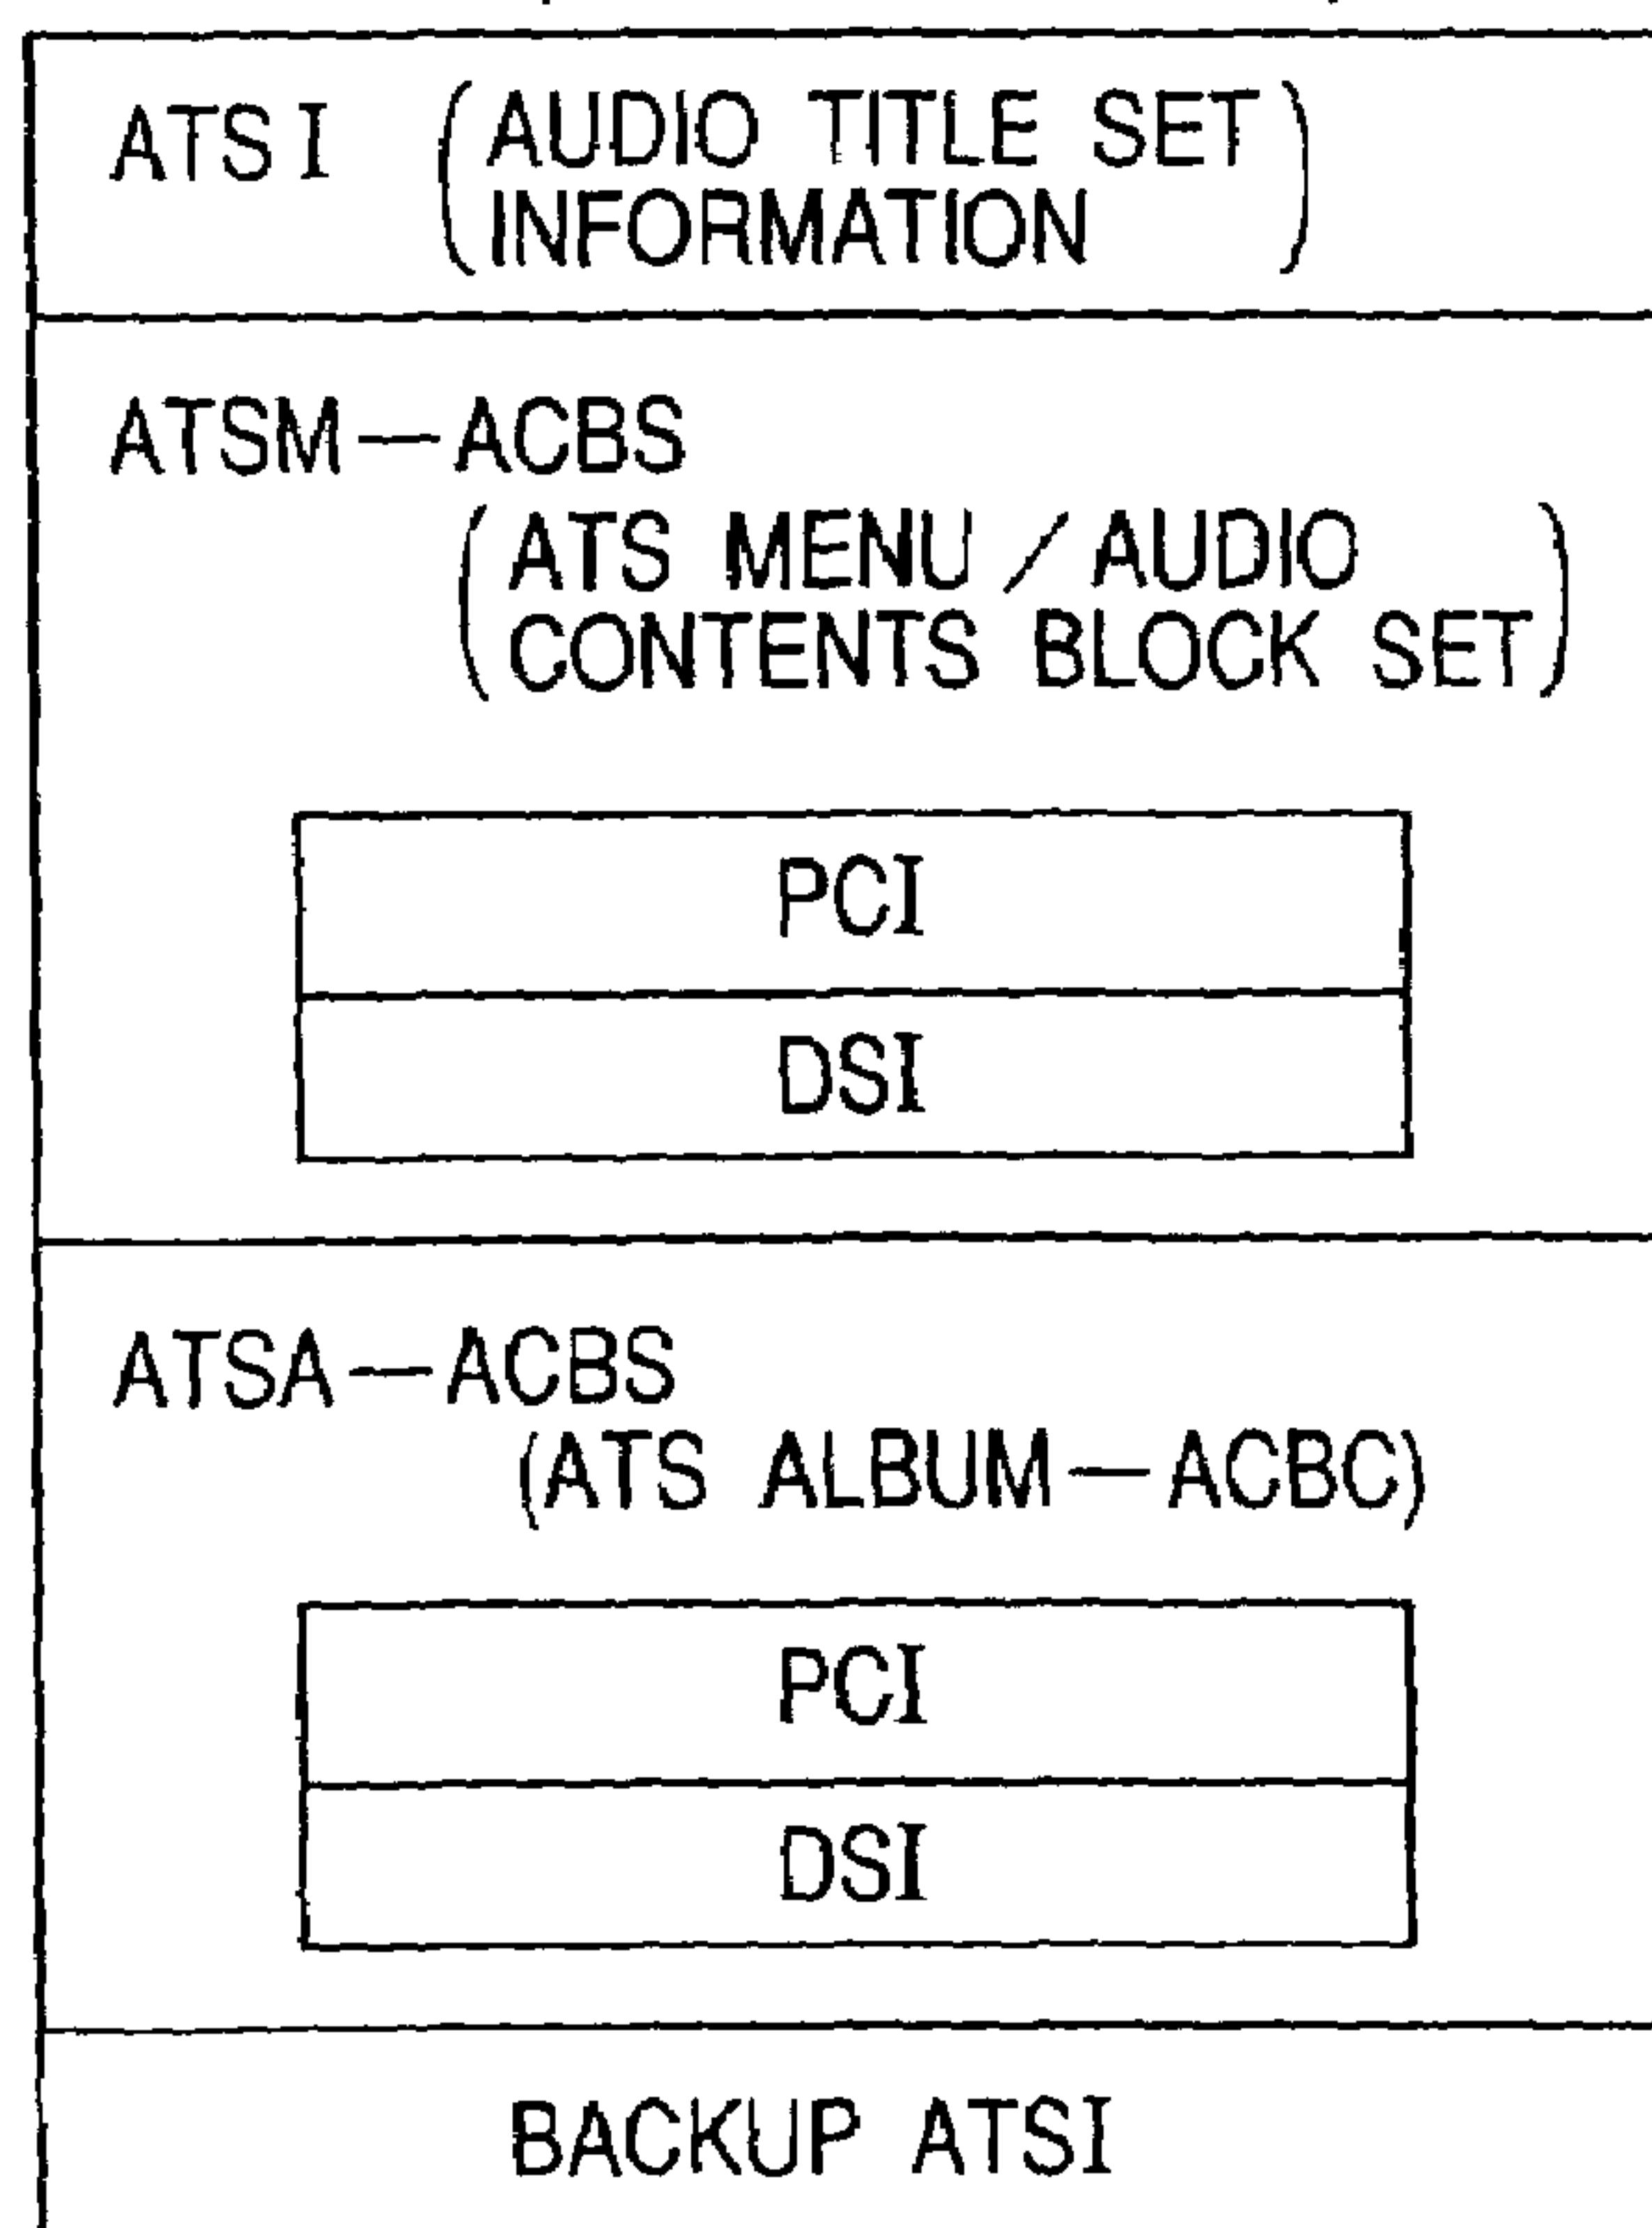 ATSI (AUDIO TITLE SET
INFORMATION)
ATSM—ACBS
(ATS MENU/AUDIO
CONTENTS BLOCK SET)
PCI
DSI
ATSA—ACBS
(ATS ALBUM—ACBC)
PCI
DSI
BACKUP ATSI